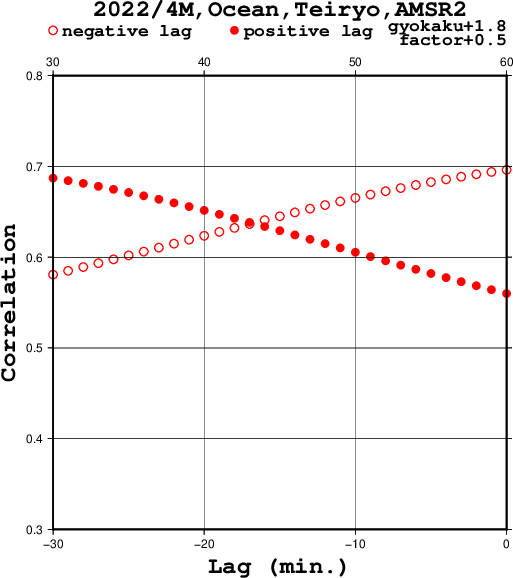 2022/4M,Ocean,Teiryo,AMSR2
negative lag positive lag gyokaku+1.8
factor+0.5
30 40 50 60
0.8
0.7
0.6
0.5
0.4
0.3
Correlation
−30 −20 −10 0
Lag (min.)